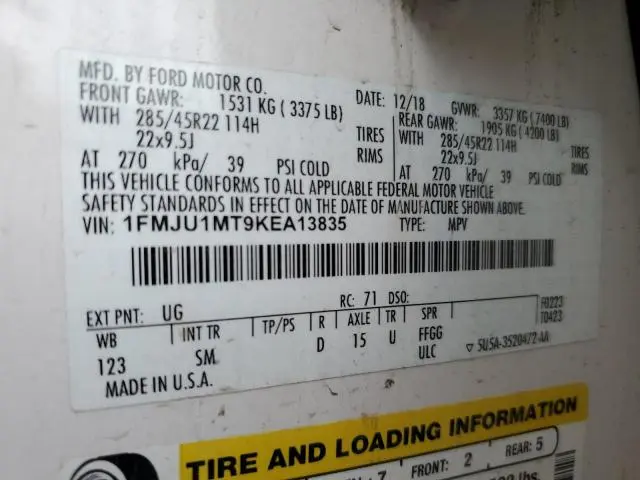 MFD. BY FORD MOTOR CO.
DATE: 12/18 GVWR: 3357 KG (7400 LB)
FRONT GAWR: 1531 KG (3375 LB) REAR GAWR: 1905 KG (4200 LB)
WITH 285/45R22 114H TIRES WITH 285/45R22 114H TIRES
22x9.5J RIMS 22x9.5J RIMS
AT 270 kPa/ 39 PSI COLD AT 270 kPa/ 39 PSI COLD
THIS VEHICLE CONFORMS TO ALL APPLICABLE FEDERAL MOTOR VEHICLE
SAFETY STANDARDS IN EFFECT ON THE DATE OF MANUFACTURE SHOWN ABOVE.
VIN: 1FMJU1MT9KEA13835 TYPE: MPV
EXT PNT: UG RC: 71 DSO: F0223
T0423
WB INT TR TP/PS R AXLE TR SPR
123 SM D 15 U FFGG
ULC
MADE IN U.S.A.
TIRE AND LOADING INFORMATION
7 FRONT: 2 REAR: 5
lbs.